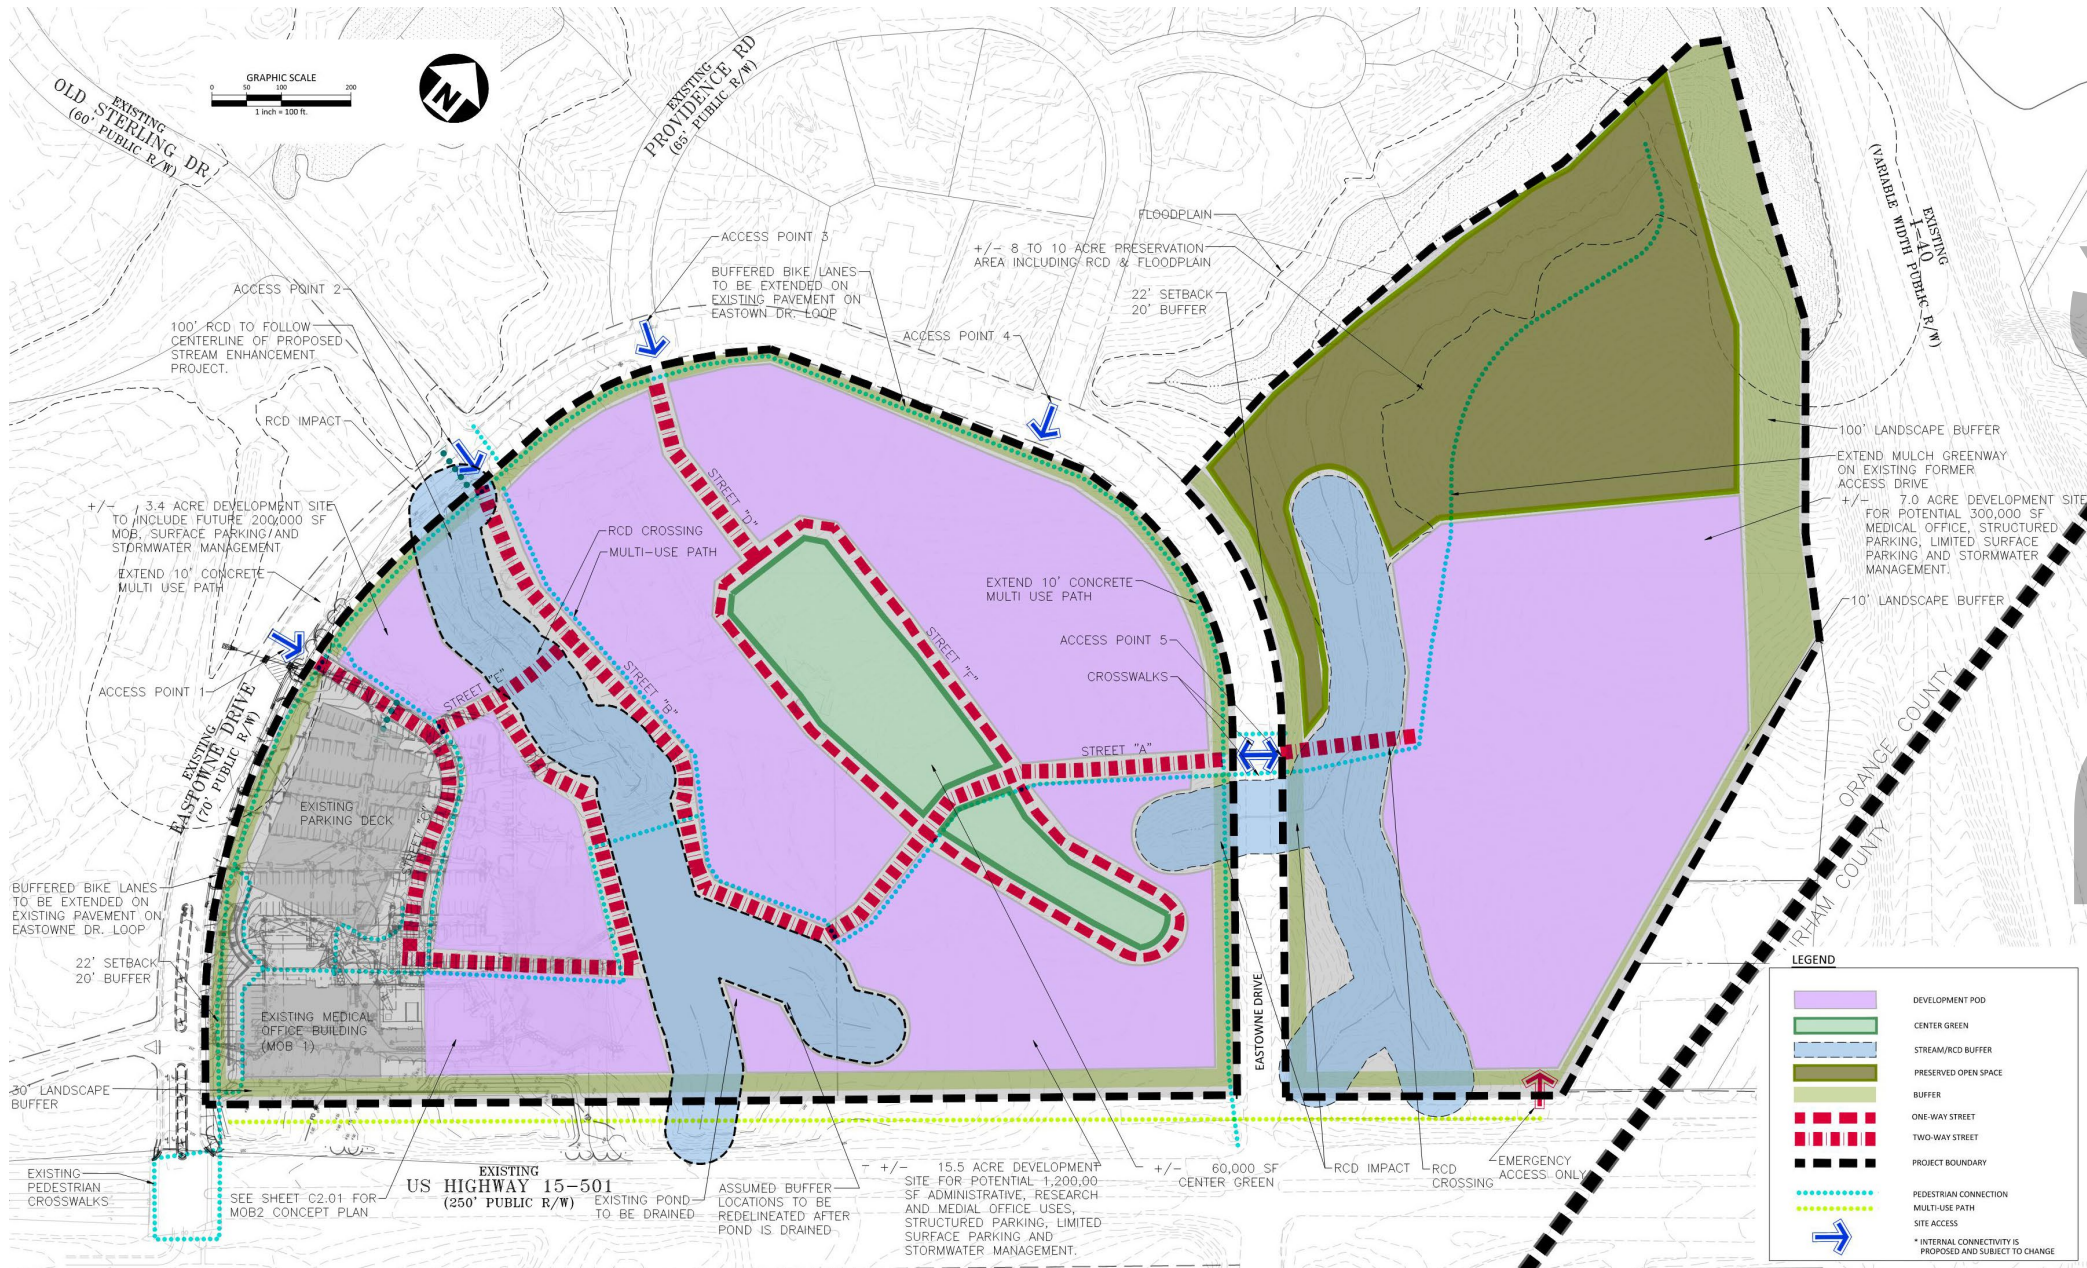 GRAPHIC SCALE
0 50 100 200
1 inch = 100 ft.
N
EXISTING
OLD STERLING DR
(60' PUBLIC R/W)
EXISTING
PROVIDENCE RD
(65' PUBLIC R/W)
EXISTING
I-40
(VARIABLE WIDTH PUBLIC R/W)
ACCESS POINT 3
BUFFERED BIKE LANES
TO BE EXTENDED ON
EXISTING PAVEMENT ON
EASTOWN DR. LOOP
FLOODPLAIN
+/- 8 TO 10 ACRE PRESERVATION
AREA INCLUDING RCD & FLOODPLAIN
22' SETBACK
20' BUFFER
ACCESS POINT 4
ACCESS POINT 2
100' RCD TO FOLLOW
CENTERLINE OF PROPOSED
STREAM ENHANCEMENT
PROJECT.
RCD IMPACT
+/- 3.4 ACRE DEVELOPMENT SITE
TO INCLUDE FUTURE 200,000 SF
MOB, SURFACE PARKING/AND
STORMWATER MANAGEMENT
EXTEND 10' CONCRETE
MULTI USE PATH
ACCESS POINT 1
EXISTING
EASTOWNE DRIVE
(70' PUBLIC R/W)
RCD CROSSING
MULTI-USE PATH
STREET "D"
STREET "E"
STREET "B"
STREET "F"
STREET "A"
STREET "C"
EXTEND 10' CONCRETE
MULTI USE PATH
ACCESS POINT 5
CROSSWALKS
100' LANDSCAPE BUFFER
EXTEND MULCH GREENWAY
ON EXISTING FORMER
ACCESS DRIVE
+/- 7.0 ACRE DEVELOPMENT SITE
FOR POTENTIAL 300,000 SF
MEDICAL OFFICE, STRUCTURED
PARKING, LIMITED SURFACE
PARKING AND STORMWATER
MANAGEMENT.
10' LANDSCAPE BUFFER
ORANGE COUNTY
RHAM COUNTY
EXISTING
PARKING DECK
BUFFERED BIKE LANES
TO BE EXTENDED ON
EXISTING PAVEMENT ON
EASTOWNE DR. LOOP
22' SETBACK
20' BUFFER
EXISTING MEDICAL
OFFICE BUILDING
(MOB 1)
30' LANDSCAPE
BUFFER
EXISTING
PEDESTRIAN
CROSSWALKS
SEE SHEET C2.01 FOR
MOB2 CONCEPT PLAN
EXISTING
US HIGHWAY 15-501
(250' PUBLIC R/W)
EXISTING POND
TO BE DRAINED
ASSUMED BUFFER
LOCATIONS TO BE
REDELINEATED AFTER
POND IS DRAINED
+/- 15.5 ACRE DEVELOPMENT
SITE FOR POTENTIAL 1,200,00
SF ADMINISTRATIVE, RESEARCH
AND MEDIAL OFFICE USES,
STRUCTURED PARKING, LIMITED
SURFACE PARKING AND
STORMWATER MANAGEMENT.
+/- 60,000 SF
CENTER GREEN
EASTOWNE DRIVE
RCD IMPACT
RCD
CROSSING
EMERGENCY
ACCESS ONLY
LEGEND
DEVELOPMENT POD
CENTER GREEN
STREAM/RCD BUFFER
PRESERVED OPEN SPACE
BUFFER
ONE-WAY STREET
TWO-WAY STREET
PROJECT BOUNDARY
PEDESTRIAN CONNECTION
MULTI-USE PATH
SITE ACCESS
* INTERNAL CONNECTIVITY IS
PROPOSED AND SUBJECT TO CHANGE